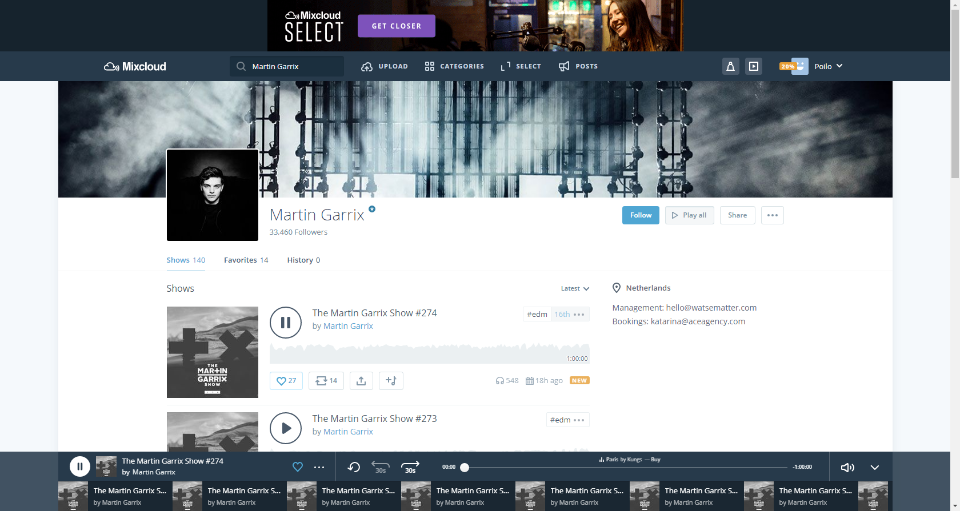 Mixcloud
SELECT
GET CLOSER
Mixcloud
Martin Garrix
UPLOAD
CATEGORIES
SELECT
POSTS
20%
Poilo
Martin Garrix
33,460 Followers
Follow
Play all
Share
Shows 140
Favorites 14
History 0
Shows
Latest
Netherlands
Management: hello@watsematter.com
Bookings: katarina@aceagency.com
THE
MARTIN
GARRIX
SHOW
The Martin Garrix Show #274
by Martin Garrix
#edm
16th
1:00:00
27
14
548
18h ago
NEW
The Martin Garrix Show #273
by Martin Garrix
#edm
The Martin Garrix Show #274
by Martin Garrix
30s
30s
00:00
Paris by Kungs — Buy
-1:00:00
The Martin Garrix S...
by Martin Garrix
The Martin Garrix S...
by Martin Garrix
The Martin Garrix S...
by Martin Garrix
The Martin Garrix S...
by Martin Garrix
The Martin Garrix S...
by Martin Garrix
The Martin Garrix S...
by Martin Garrix
The Martin Garrix S...
by Martin Garrix